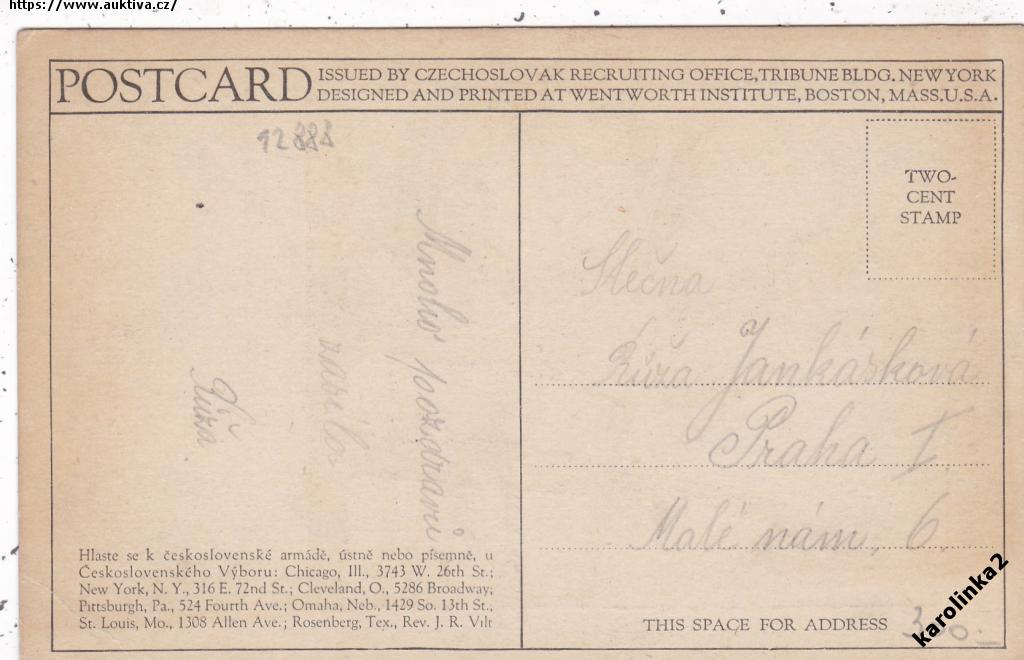 https://www.auktiva.cz/
POSTCARD
ISSUED BY CZECHOSLOVAK RECRUITING OFFICE, TRIBUNE BLDG. NEW YORK
DESIGNED AND PRINTED AT WENTWORTH INSTITUTE, BOSTON, MASS. U.S.A.
12888
TWO-
CENT
STAMP
Mnoho pozdravů
Růža
Slečna
Růža Jankásková
Praha I.
Malé nám, 6.
Hlaste se k československé armádě, ústně nebo písemně, u
Československého Výboru: Chicago, Ill., 3743 W. 26th St.;
New York, N. Y., 316 E. 72nd St.; Cleveland, O., 5286 Broadway;
Pittsburgh, Pa., 524 Fourth Ave.; Omaha, Neb., 1429 So. 13th St.,
St. Louis, Mo., 1308 Allen Ave.; Rosenberg, Tex., Rev. J. R. Vilt
THIS SPACE FOR ADDRESS
karolinka2